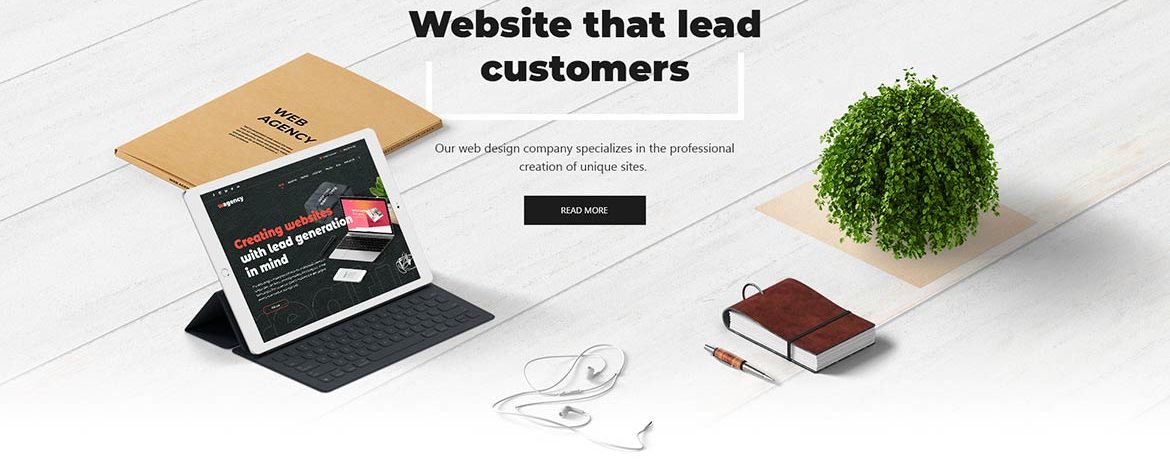 Website that lead
customers
Our web design company specializes in the professional
creation of unique sites.
READ MORE
WEB
AGENCY
wagency
Creating websites
with lead generation
in mind